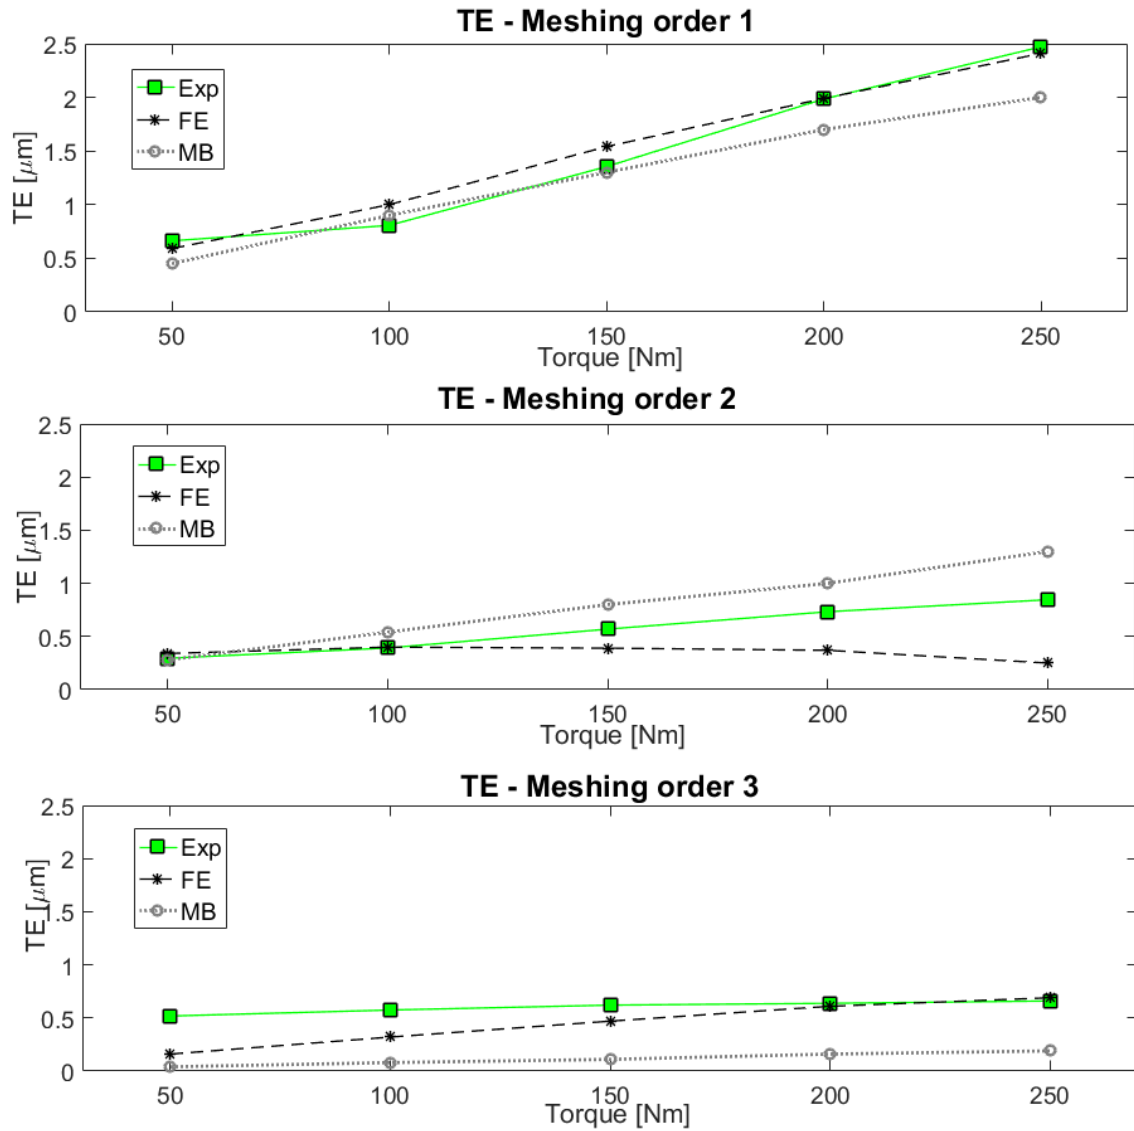 TE - Meshing order 1
2.5
2
1.5
1
0.5
0
TE [μm]
Exp
FE
MB
50 100 150 200 250
Torque [Nm]
TE - Meshing order 2
2.5
2
1.5
1
0.5
0
TE [μm]
Exp
FE
MB
50 100 150 200 250
Torque [Nm]
TE - Meshing order 3
2.5
2
1.5
1
0.5
0
TE [μm]
Exp
FE
MB
50 100 150 200 250
Torque [Nm]